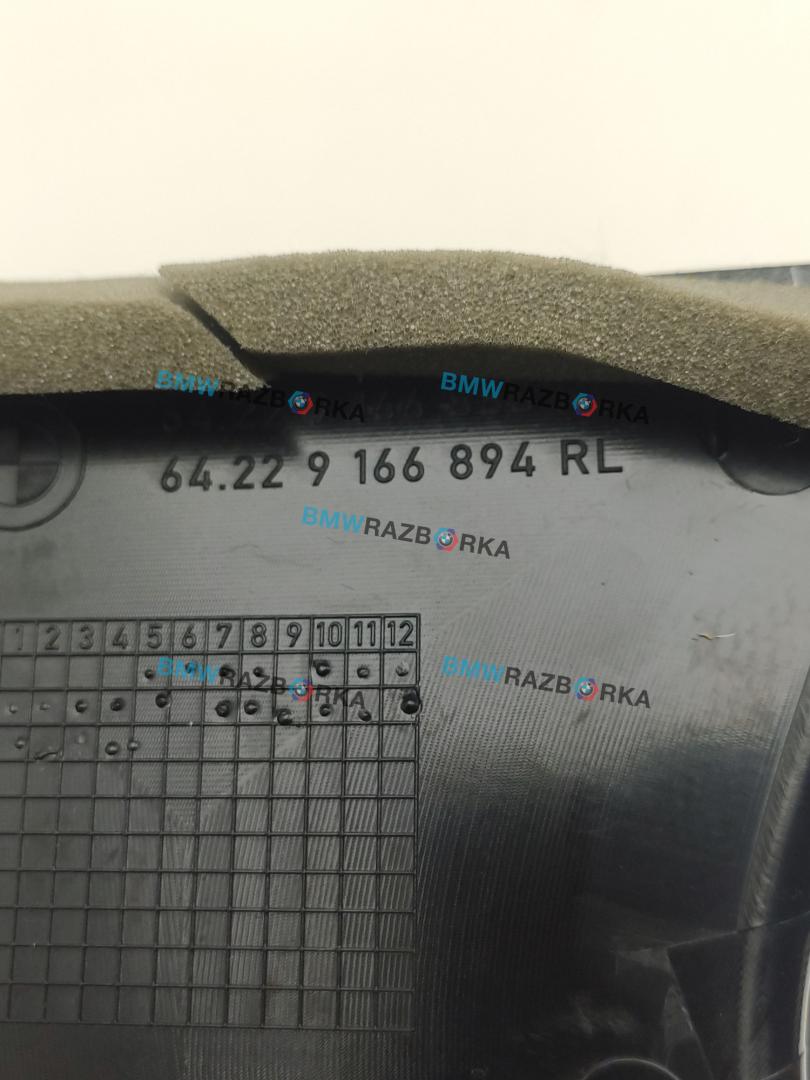 BMWRAZBORKA BMWRAZBORKA
64.22 9 166 894 RL
BMWRAZBORKA
1 2 3 4 5 6 7 8 9 10 11 12
BMWRAZBORKA BMWRAZBORKA